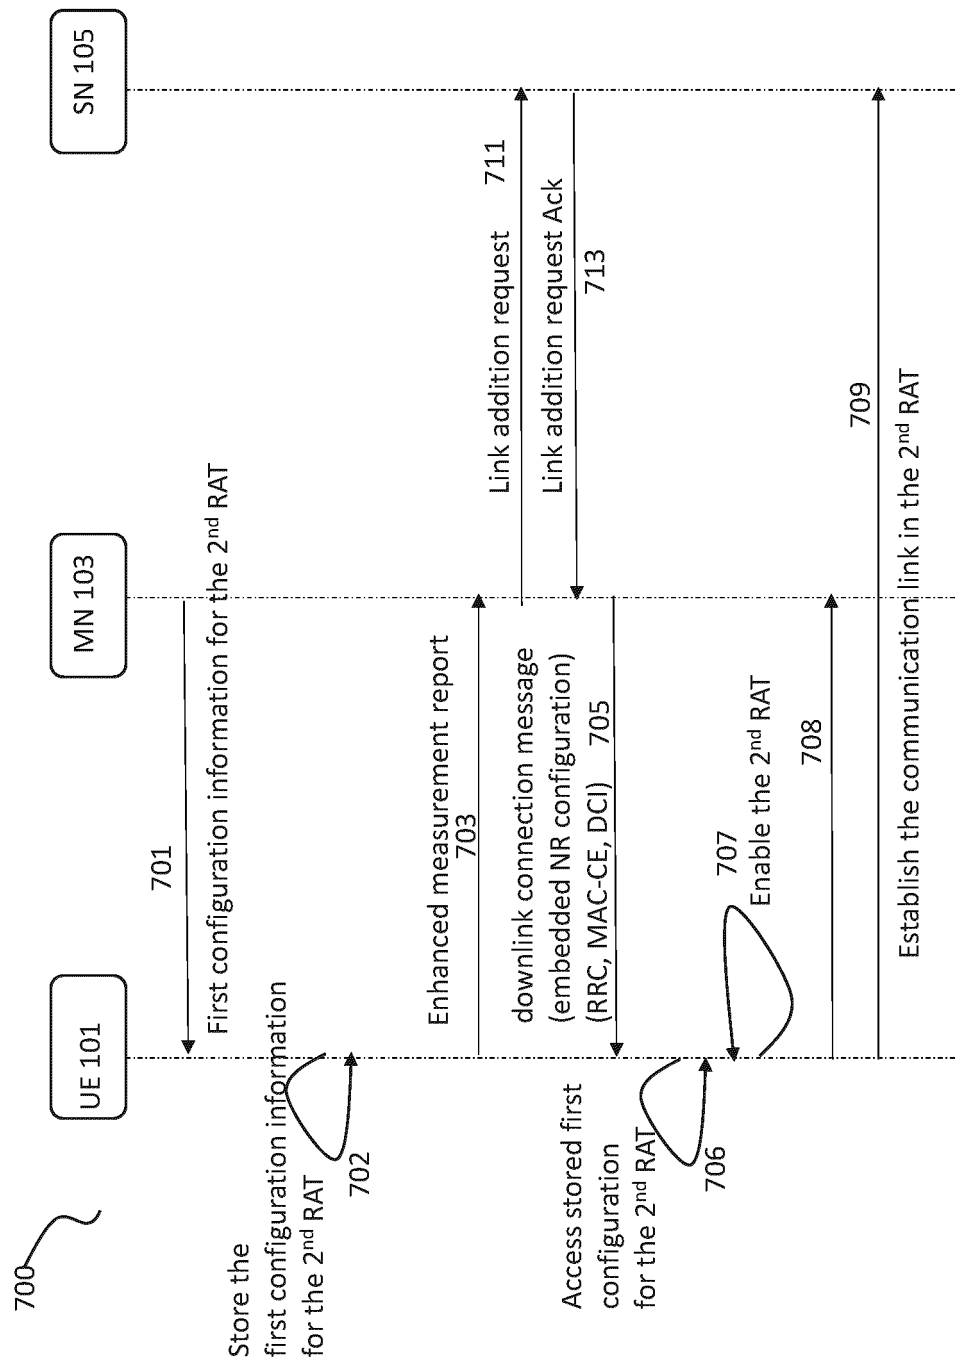 700
UE 101
MN 103
SN 105
701
First configuration information for the 2nd RAT
Store the
first configuration information
for the 2nd RAT
702
Enhanced measurement report
703
Link addition request
711
Link addition request Ack
713
downlink connection message
(embedded NR configuration)
(RRC, MAC-CE, DCI)
705
Access stored first
configuration
for the 2nd RAT
706
707
Enable the 2nd RAT
708
709
Establish the communication link in the 2nd RAT